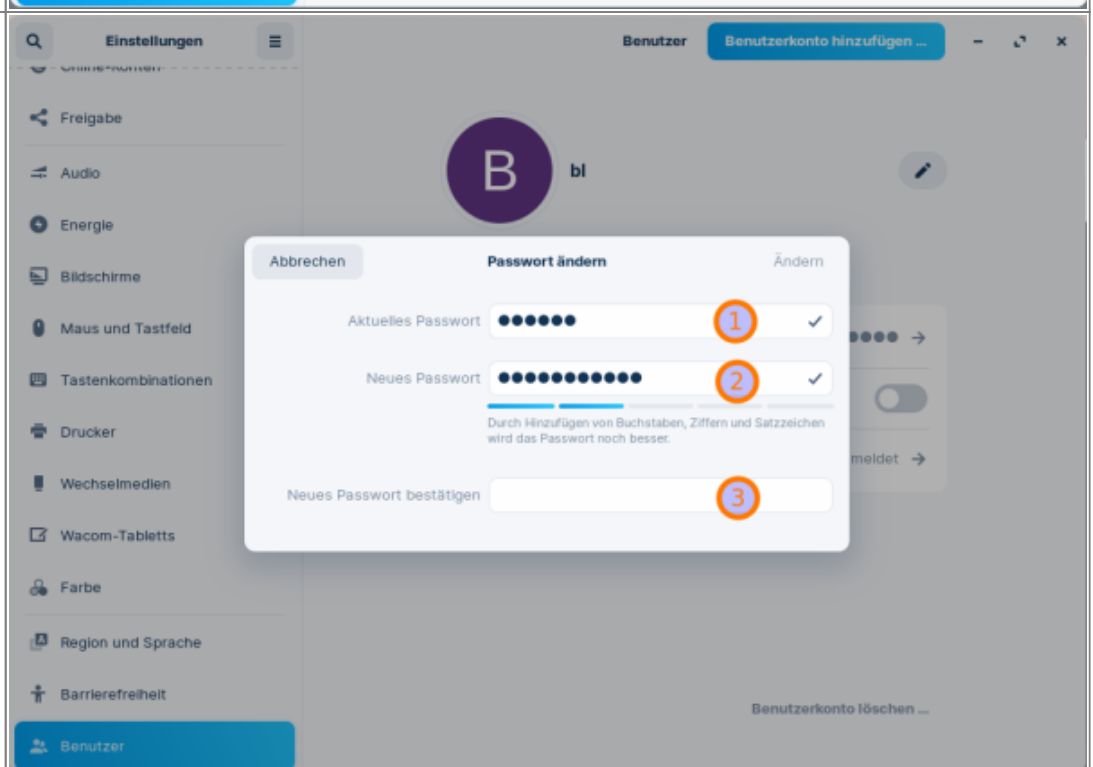 Einstellungen
Benutzer
Benutzerkonto hinzufügen ...
Online-Konten
Freigabe
Audio
Energie
Bildschirme
Maus und Tastfeld
Tastenkombinationen
Drucker
Wechselmedien
Wacom-Tabletts
Farbe
Region und Sprache
Barrierefreiheit
Benutzer
B
bl
Abbrechen
Passwort ändern
Ändern
Aktuelles Passwort ●●●●●● 1
Neues Passwort ●●●●●●●●●●● 2
Durch Hinzufügen von Buchstaben, Ziffern und Satzzeichen
wird das Passwort noch besser.
Neues Passwort bestätigen 3
meldet
Benutzerkonto löschen ...